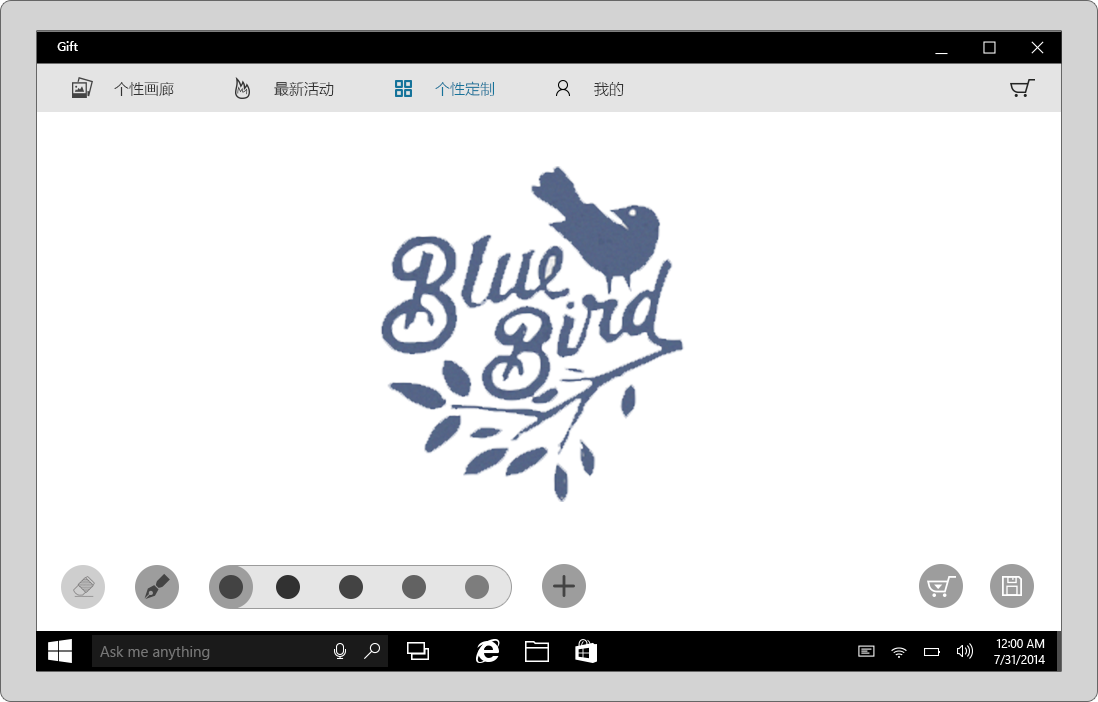 Gift
个性画廊 最新活动 个性定制 我的
Blue
Bird
Ask me anything
12:00 AM
7/31/2014